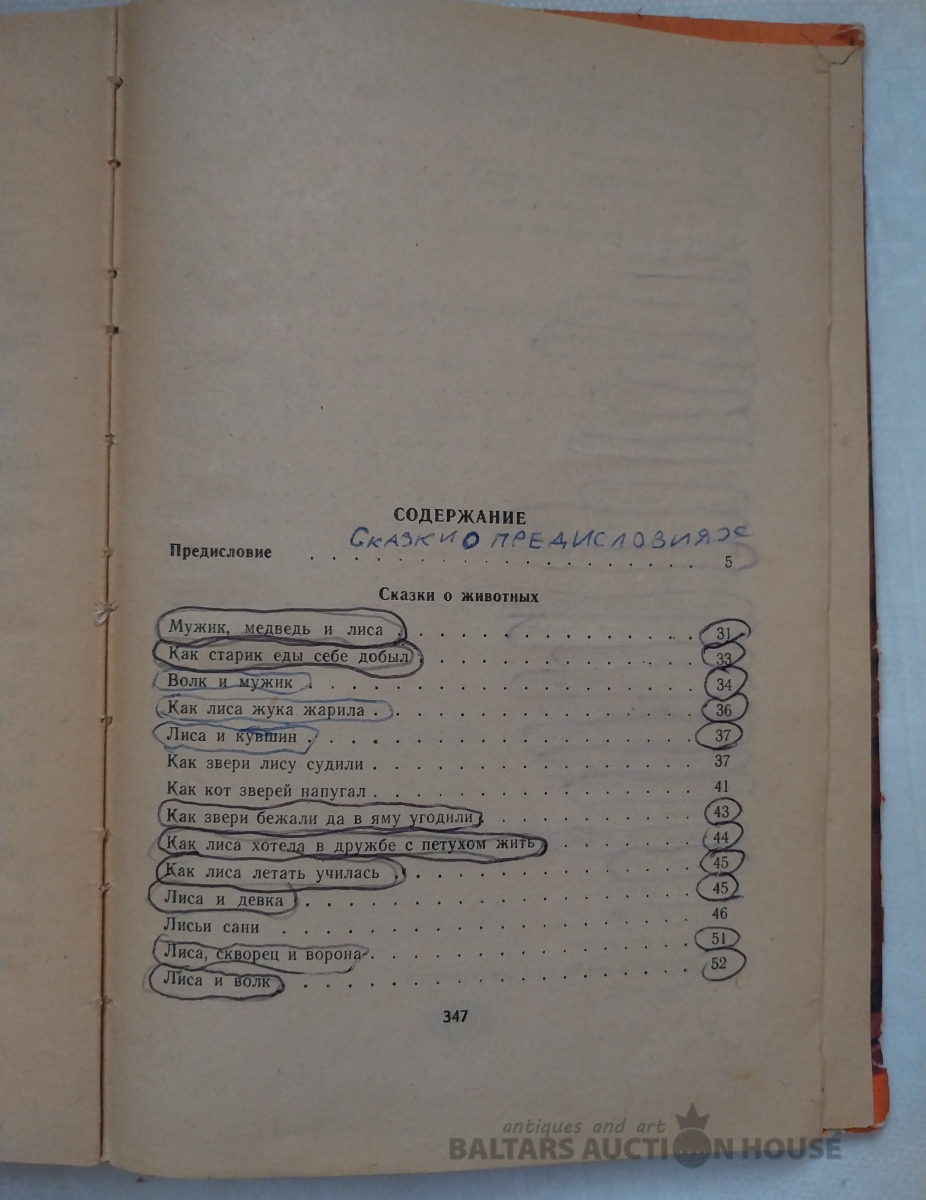 СОДЕРЖАНИЕ
СКАЗКИ О ПРЕДИСЛОВИЯХ
Предисловие . . . . . . . . . . . . . . . . . . 5
Сказки о животных
Мужик, медведь и лиса . . . . . . . . . . . . . 31
Как старик еды себе добыл . . . . . . . . . . . . 33
Волк и мужик . . . . . . . . . . . . . . . . 34
Как лиса жука жарила . . . . . . . . . . . . . . 36
Лиса и кувшин . . . . . . . . . . . . . . . . 37
Как звери лису судили . . . . . . . . . . . . . . 37
Как кот зверей напугал . . . . . . . . . . . . . . 41
Как звери бежали да в яму угодили . . . . . . . . . 43
Как лиса хотела в дружбе с петухом жить . . . . . . 44
Как лиса летать училась . . . . . . . . . . . . . 45
Лиса и девка . . . . . . . . . . . . . . . . . 45
Лисьи сани . . . . . . . . . . . . . . . . . 46
Лиса, скворец и ворона . . . . . . . . . . . . . . 51
Лиса и волк . . . . . . . . . . . . . . . . . 52
347
antiques and art
BALTARS AUCTION HOUSE